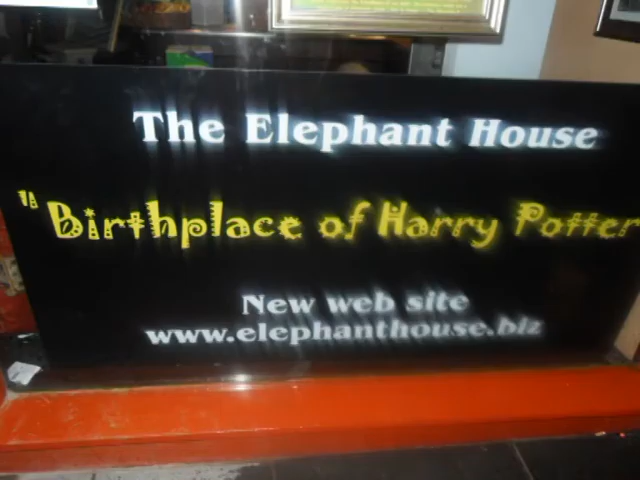 The Elephant House
"Birthplace of Harry Potter
New web site
www.elephanthouse.biz